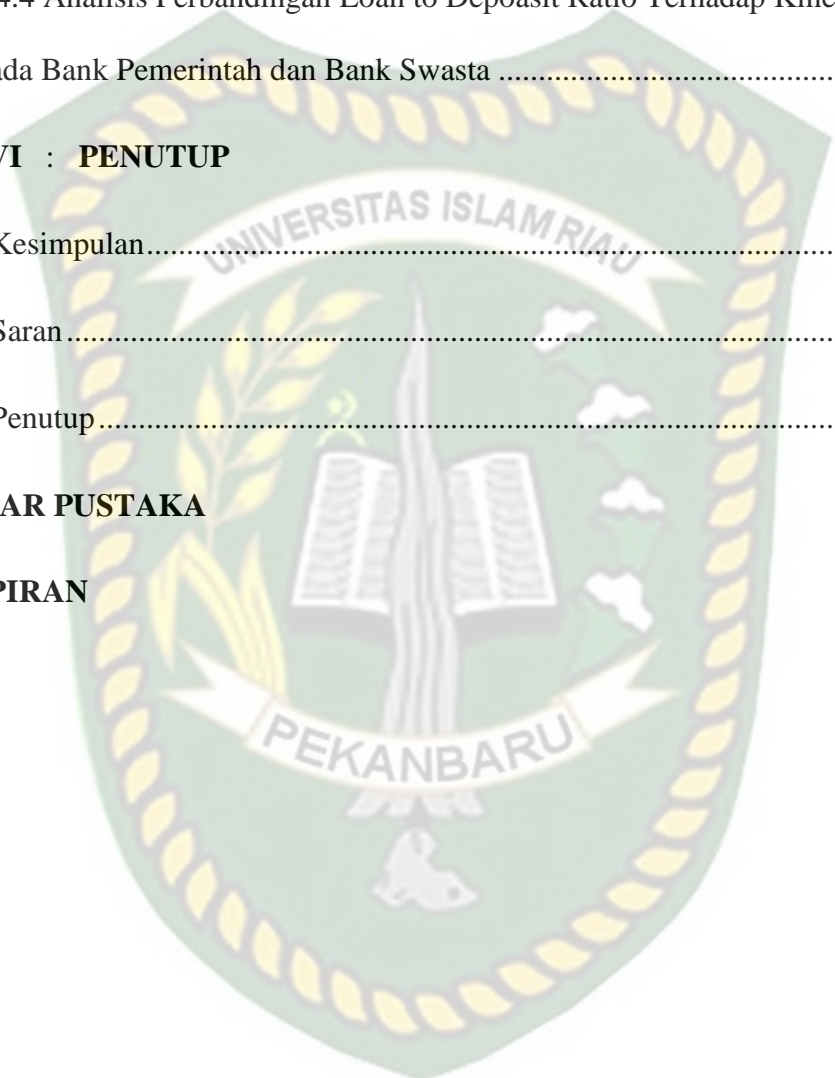 4.4 Analisis Perbandingan Loan to Depoasit Ratio Terhadap Kine
ada Bank Pemerintah dan Bank Swasta ..........................................
VI : PENUTUP
UNIVERSITAS ISLAM RIAU
Kesimpulan.......................................................................................
Saran.................................................................................................
Penutup.............................................................................................
AR PUSTAKA
PIRAN
PEKANBARU